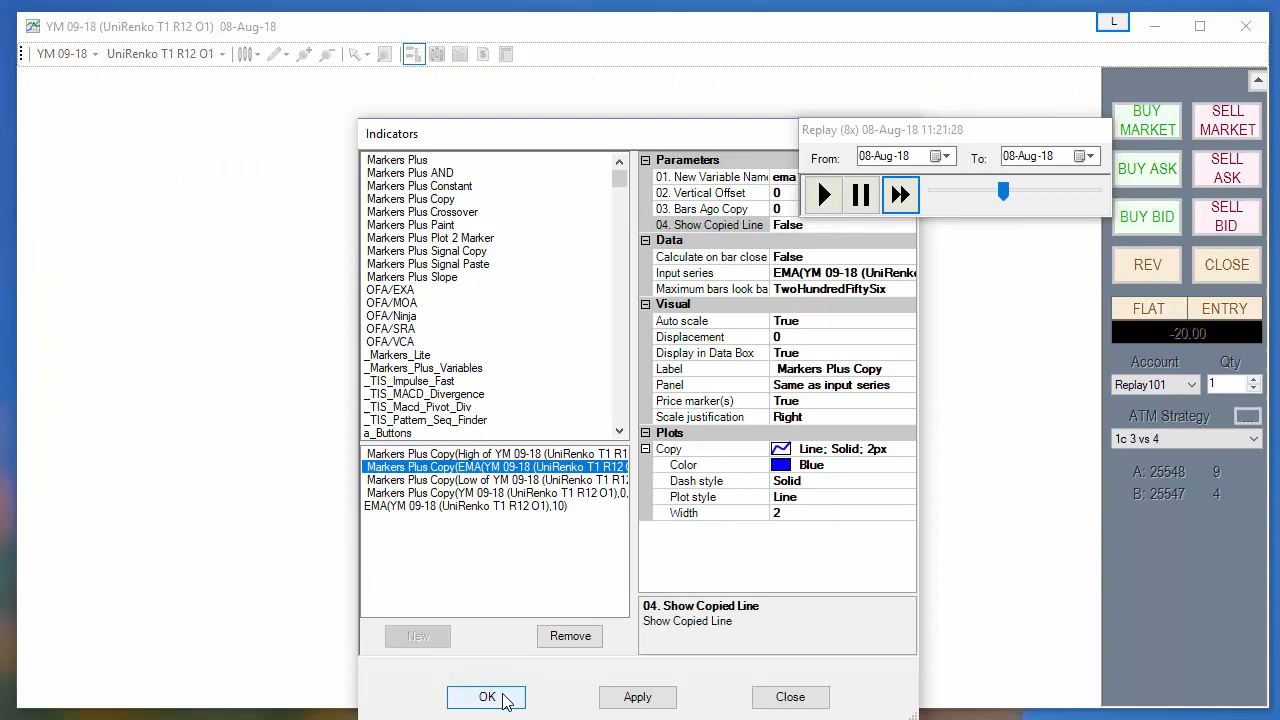 YM 09-18 (UniRenko T1 R12 O1)  08-Aug-18
L
YM 09-18
UniRenko T1 R12 O1
Indicators
Markers Plus
Markers Plus AND
Markers Plus Constant
Markers Plus Copy
Markers Plus Crossover
Markers Plus Paint
Markers Plus Plot 2 Marker
Markers Plus Signal Copy
Markers Plus Signal Paste
Markers Plus Slope
OFA/EXA
OFA/MOA
OFA/Ninja
OFA/SRA
OFA/VCA
_Markers_Lite
_Markers_Plus_Variables
_TIS_Impulse_Fast
_TIS_MACD_Divergence
_TIS_Macd_Pivot_Div
_TIS_Pattern_Seq_Finder
a_Buttons
Markers Plus Copy(High of YM 09-18 (UniRenko T1 R1
Markers Plus Copy(EMA(YM 09-18 (UniRenko T1 R12 O
Markers Plus Copy(Low of YM 09-18 (UniRenko T1 R12
Markers Plus Copy(YM 09-18 (UniRenko T1 R12 O1),0,
EMA(YM 09-18 (UniRenko T1 R12 O1),10)
New
Remove
Parameters
01. New Variable Name ema
02. Vertical Offset 0
03. Bars Ago Copy 0
04. Show Copied Line False
Data
Calculate on bar close False
Input series EMA(YM 09-18 (UniRenko
Maximum bars look ba TwoHundredFiftySix
Visual
Auto scale True
Displacement 0
Display in Data Box True
Label Markers Plus Copy
Panel Same as input series
Price marker(s) True
Scale justification Right
Plots
Copy Line; Solid; 2px
Color Blue
Dash style Solid
Plot style Line
Width 2
04. Show Copied Line
Show Copied Line
OK
Apply
Close
Replay (8x) 08-Aug-18 11:21:28
From: 08-Aug-18 To: 08-Aug-18
BUY MARKET
SELL MARKET
BUY ASK
SELL ASK
BUY BID
SELL BID
REV
CLOSE
FLAT
ENTRY
-20.00
Account Qty
Replay101 1
ATM Strategy
...
1c 3 vs 4
A: 25548 9
B: 25547 4